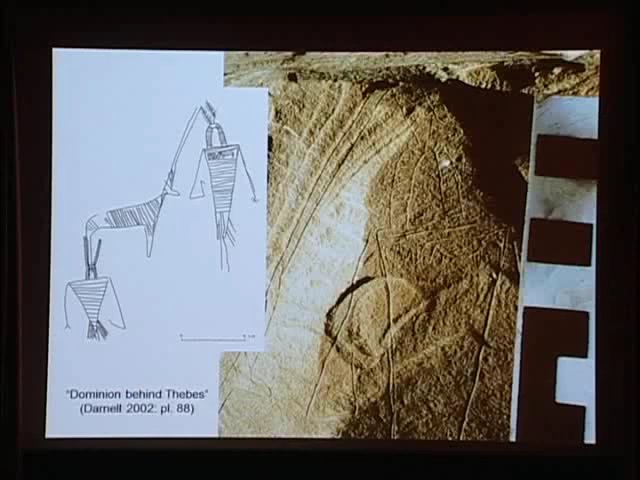 "Dominion behind Thebes"
(Darnell 2002: pl. 88)